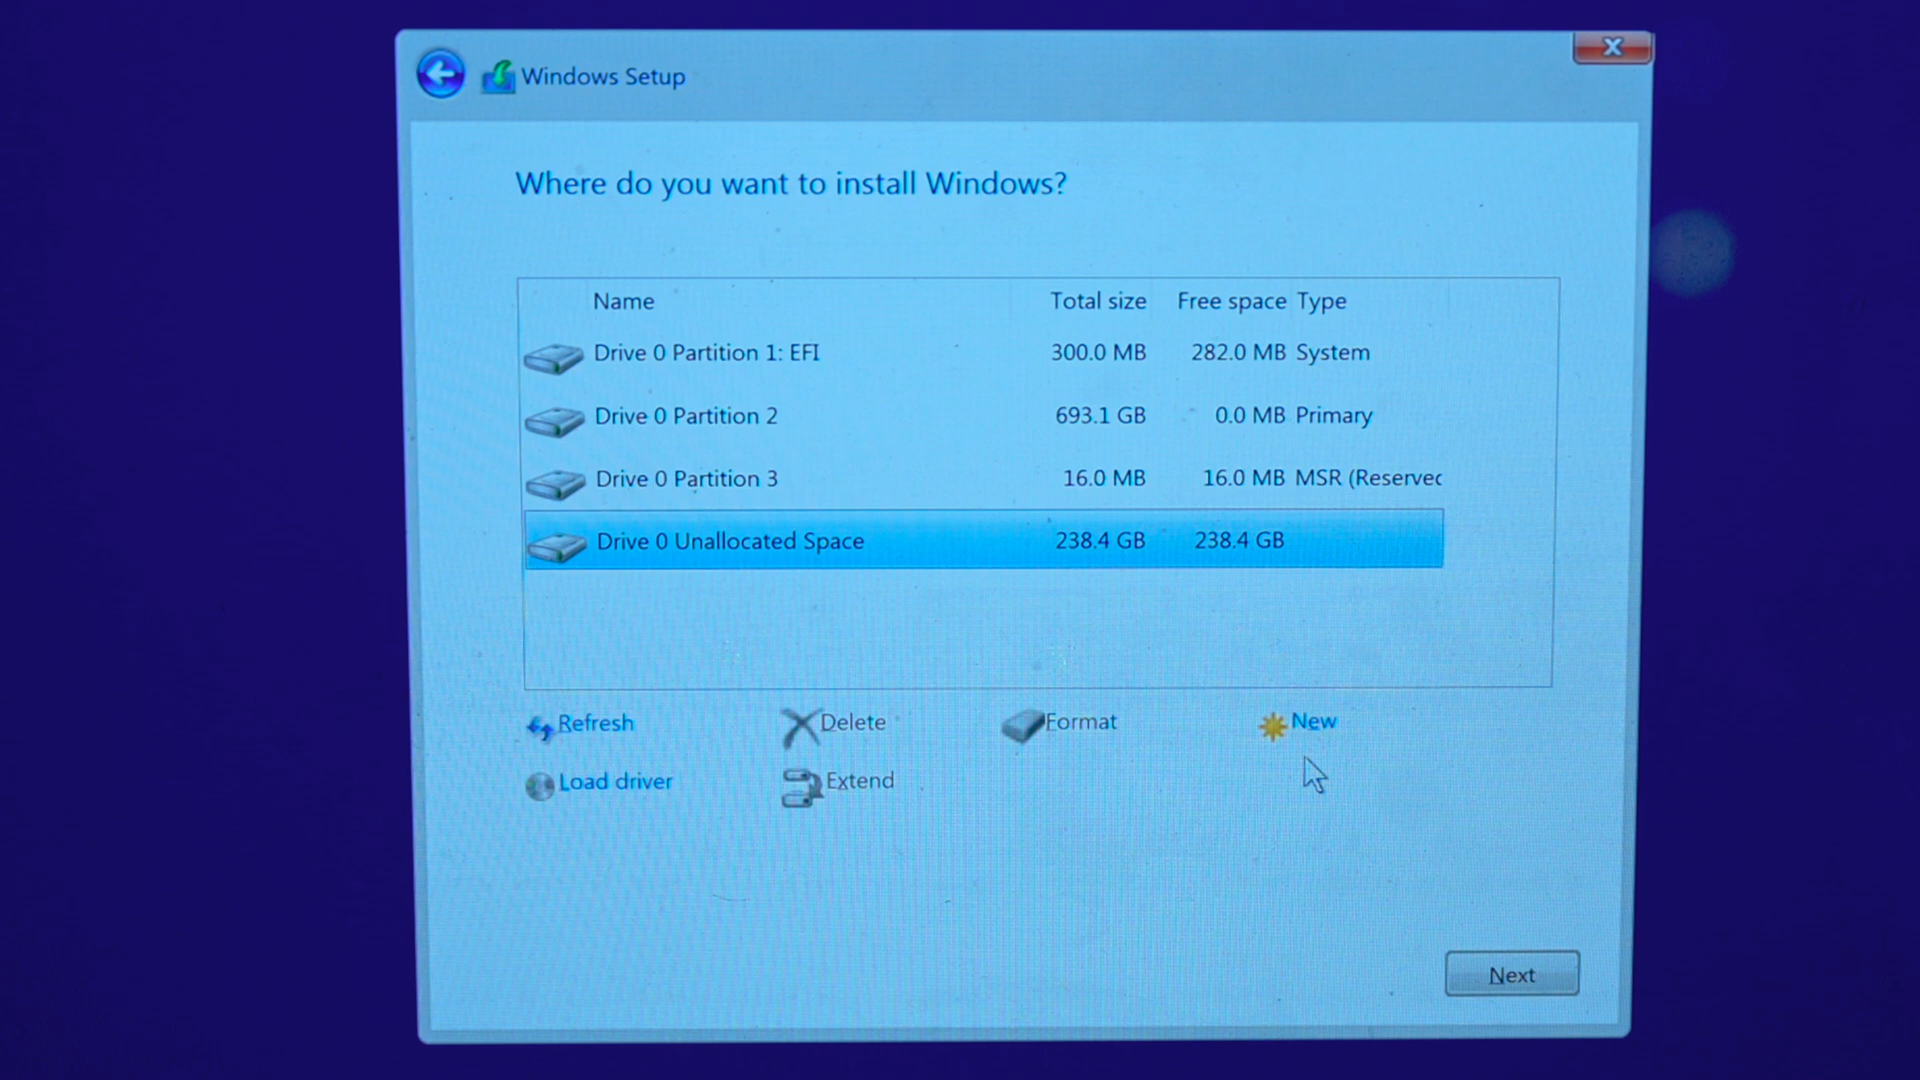 Windows Setup
Where do you want to install Windows?
Name Total size Free space Type
Drive 0 Partition 1: EFI 300.0 MB 282.0 MB System
Drive 0 Partition 2 693.1 GB 0.0 MB Primary
Drive 0 Partition 3 16.0 MB 16.0 MB MSR (Reserved
Drive 0 Unallocated Space 238.4 GB 238.4 GB
Refresh Delete Format New
Load driver Extend
Next